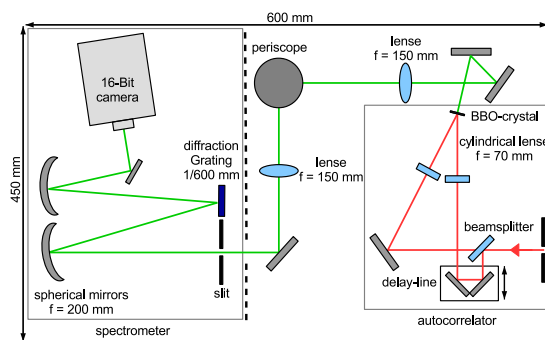 600 mm
450 mm
16-Bit
camera
periscope
lense
f = 150 mm
BBO-crystal
cylindrical lense
f = 70 mm
diffraction
Grating
1/600 mm
lense
f = 150 mm
beamsplitter
delay-line
slit
spherical mirrors
f = 200 mm
spectrometer
autocorrelator